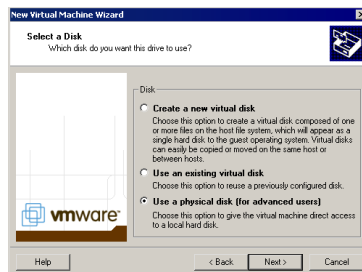 New Virtual Machine Wizard
Select a Disk
Which disk do you want this drive to use?
Disk
Create a new virtual disk
Choose this option to create a virtual disk composed of one
or more files on the host file system, which will appear as a
single hard disk to the guest operating system. Virtual disks
can easily be copied or moved on the same host or
between hosts.
Use an existing virtual disk
Choose this option to reuse a previously configured disk.
Use a physical disk (for advanced users)
Choose this option to give the virtual machine direct access
to a local hard disk.
vmware
Help
< Back
Next >
Cancel